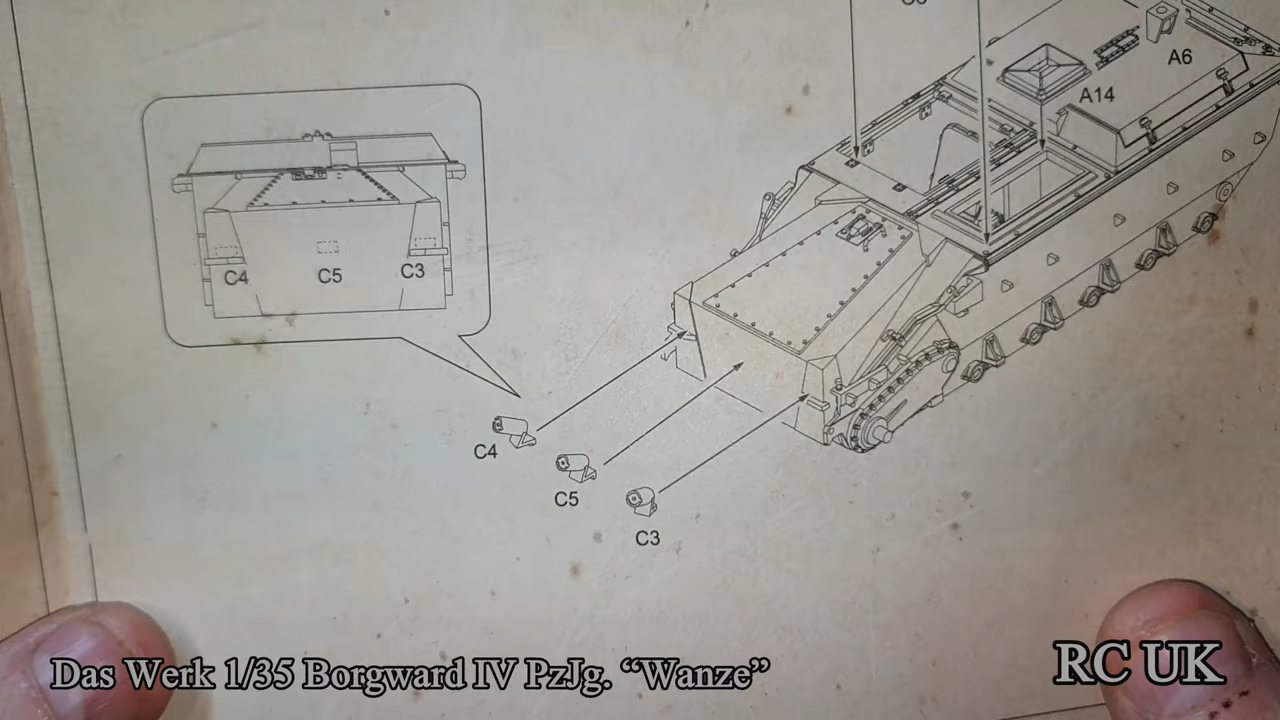 A6
A14
C4
C5
C3
C4
C5
C3
Das Werk 1/35 Borgward IV PzJg. “Wanze”
RC UK